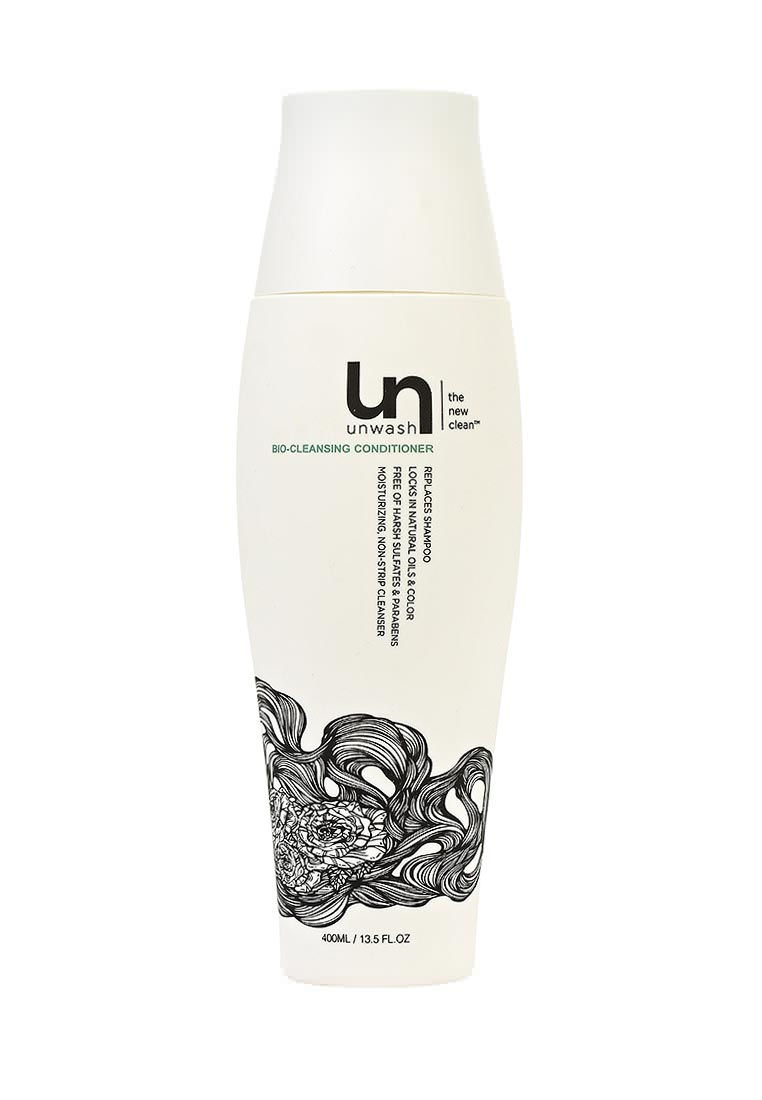 un
unwash
the
new
clean™
BIO-CLEANSING CONDITIONER
REPLACES SHAMPOO
LOCKS IN NATURAL OILS & COLOR
FREE OF HARSH SULFATES & PARABENS
MOISTURIZING, NON-STRIP CLEANSER
400ML / 13.5 FL.OZ